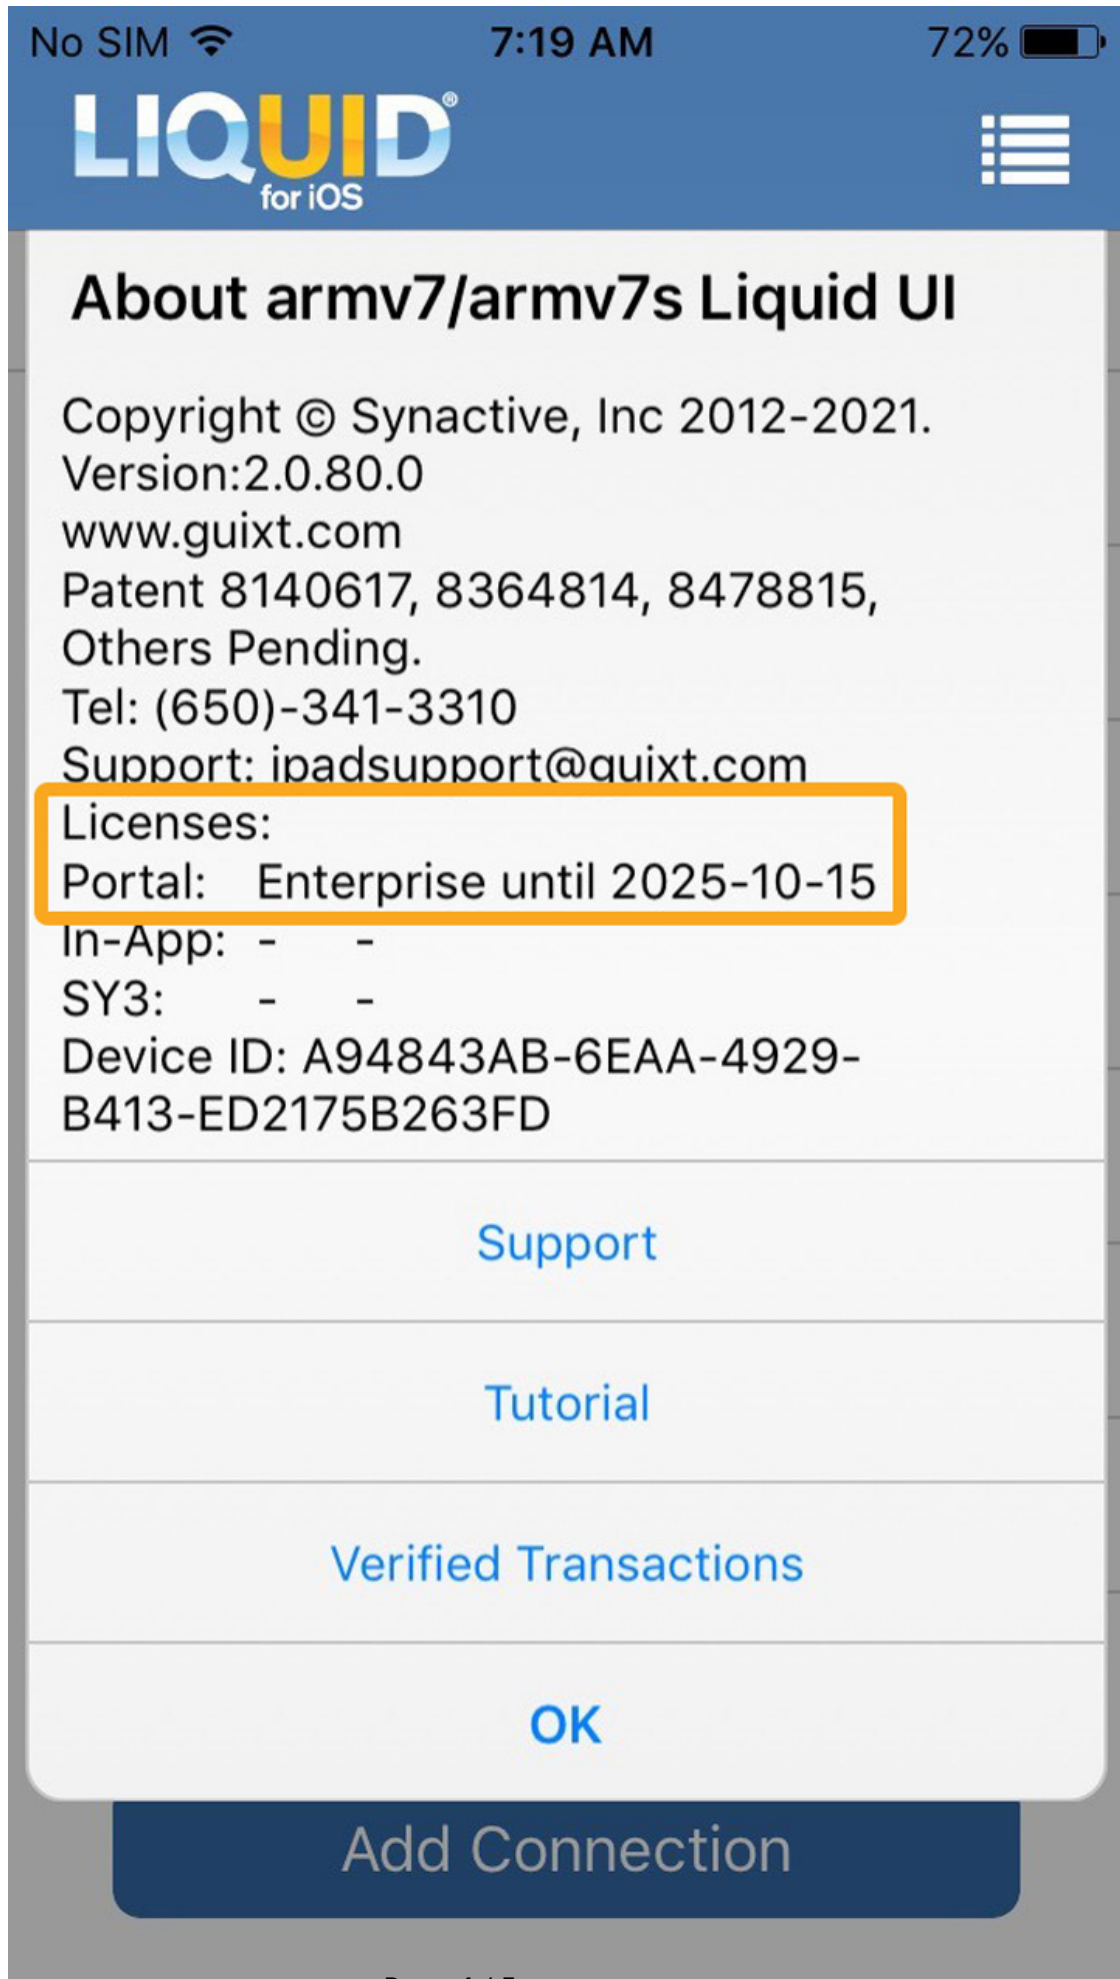 No SIM 7:19 AM 72%
LIQUID®
for iOS
About armv7/armv7s Liquid UI
Copyright © Synactive, Inc 2012-2021.
Version:2.0.80.0
www.guixt.com
Patent 8140617, 8364814, 8478815,
Others Pending.
Tel: (650)-341-3310
Support: ipadsupport@guixt.com
Licenses:
Portal: Enterprise until 2025-10-15
In-App: - -
SY3: - -
Device ID: A94843AB-6EAA-4929-
B413-ED2175B263FD
Support
Tutorial
Verified Transactions
OK
Add Connection